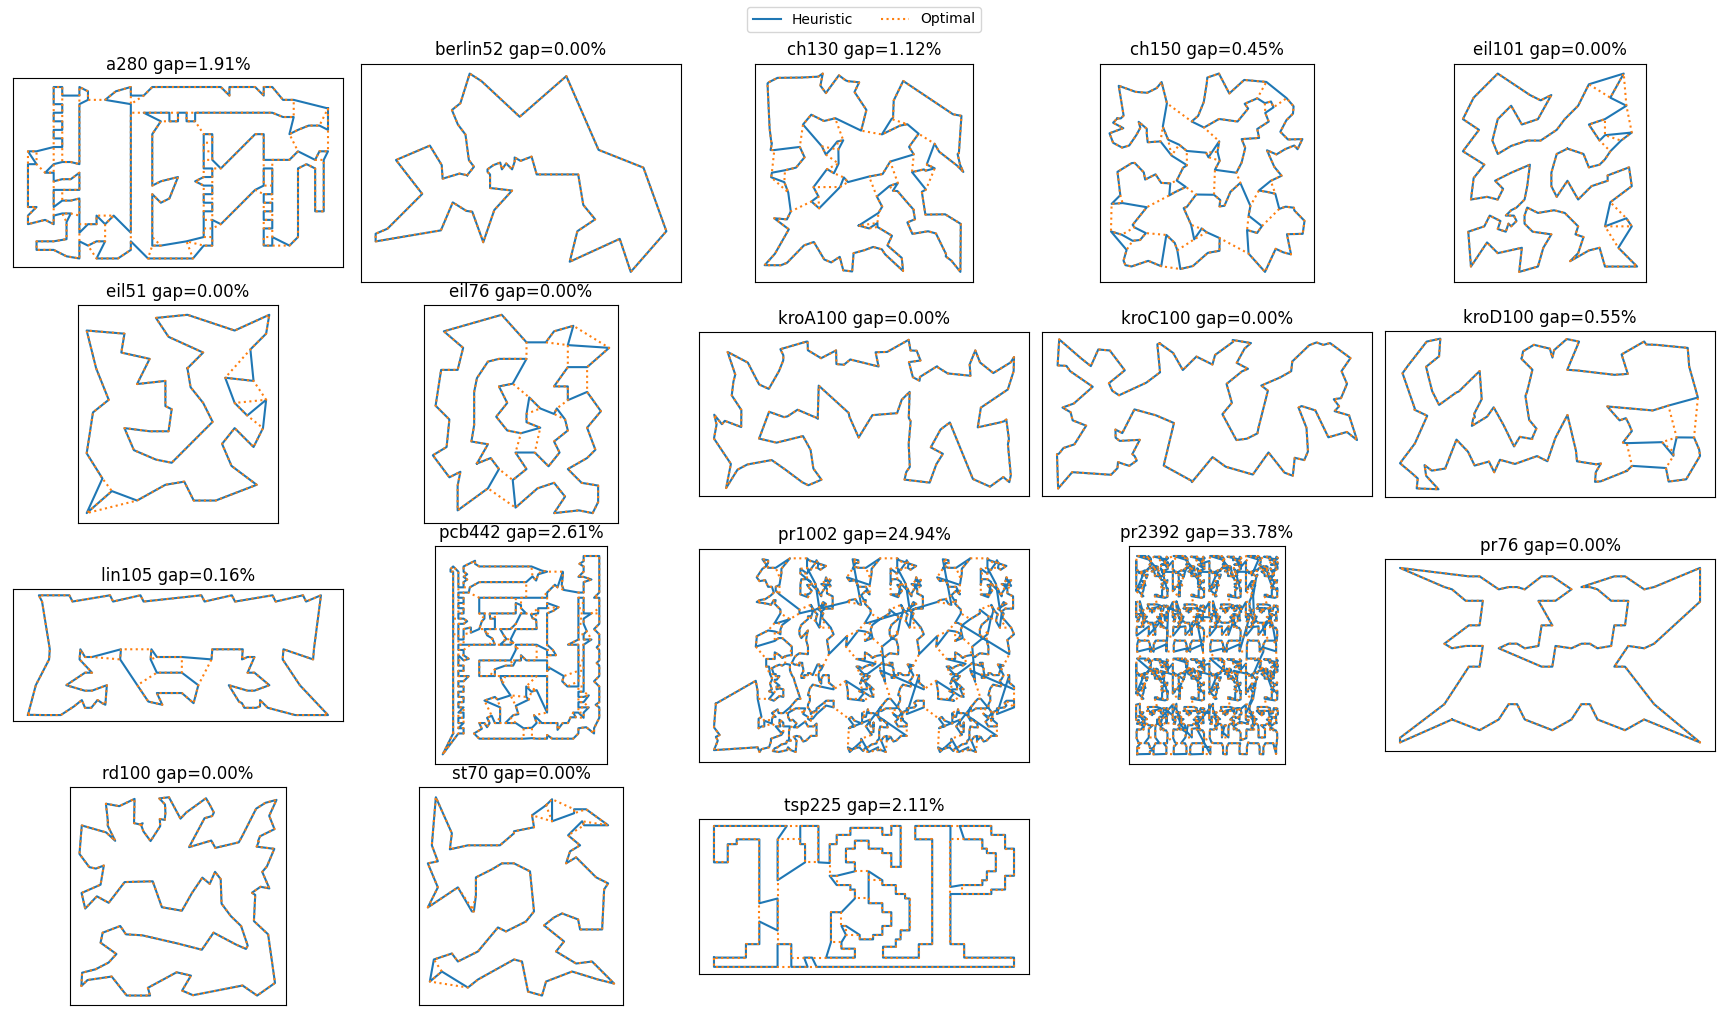 Heuristic
Optimal
a280 gap=1.91%
berlin52 gap=0.00%
ch130 gap=1.12%
ch150 gap=0.45%
eil101 gap=0.00%
eil51 gap=0.00%
eil76 gap=0.00%
kroA100 gap=0.00%
kroC100 gap=0.00%
kroD100 gap=0.55%
lin105 gap=0.16%
pcb442 gap=2.61%
pr1002 gap=24.94%
pr2392 gap=33.78%
pr76 gap=0.00%
rd100 gap=0.00%
st70 gap=0.00%
tsp225 gap=2.11%